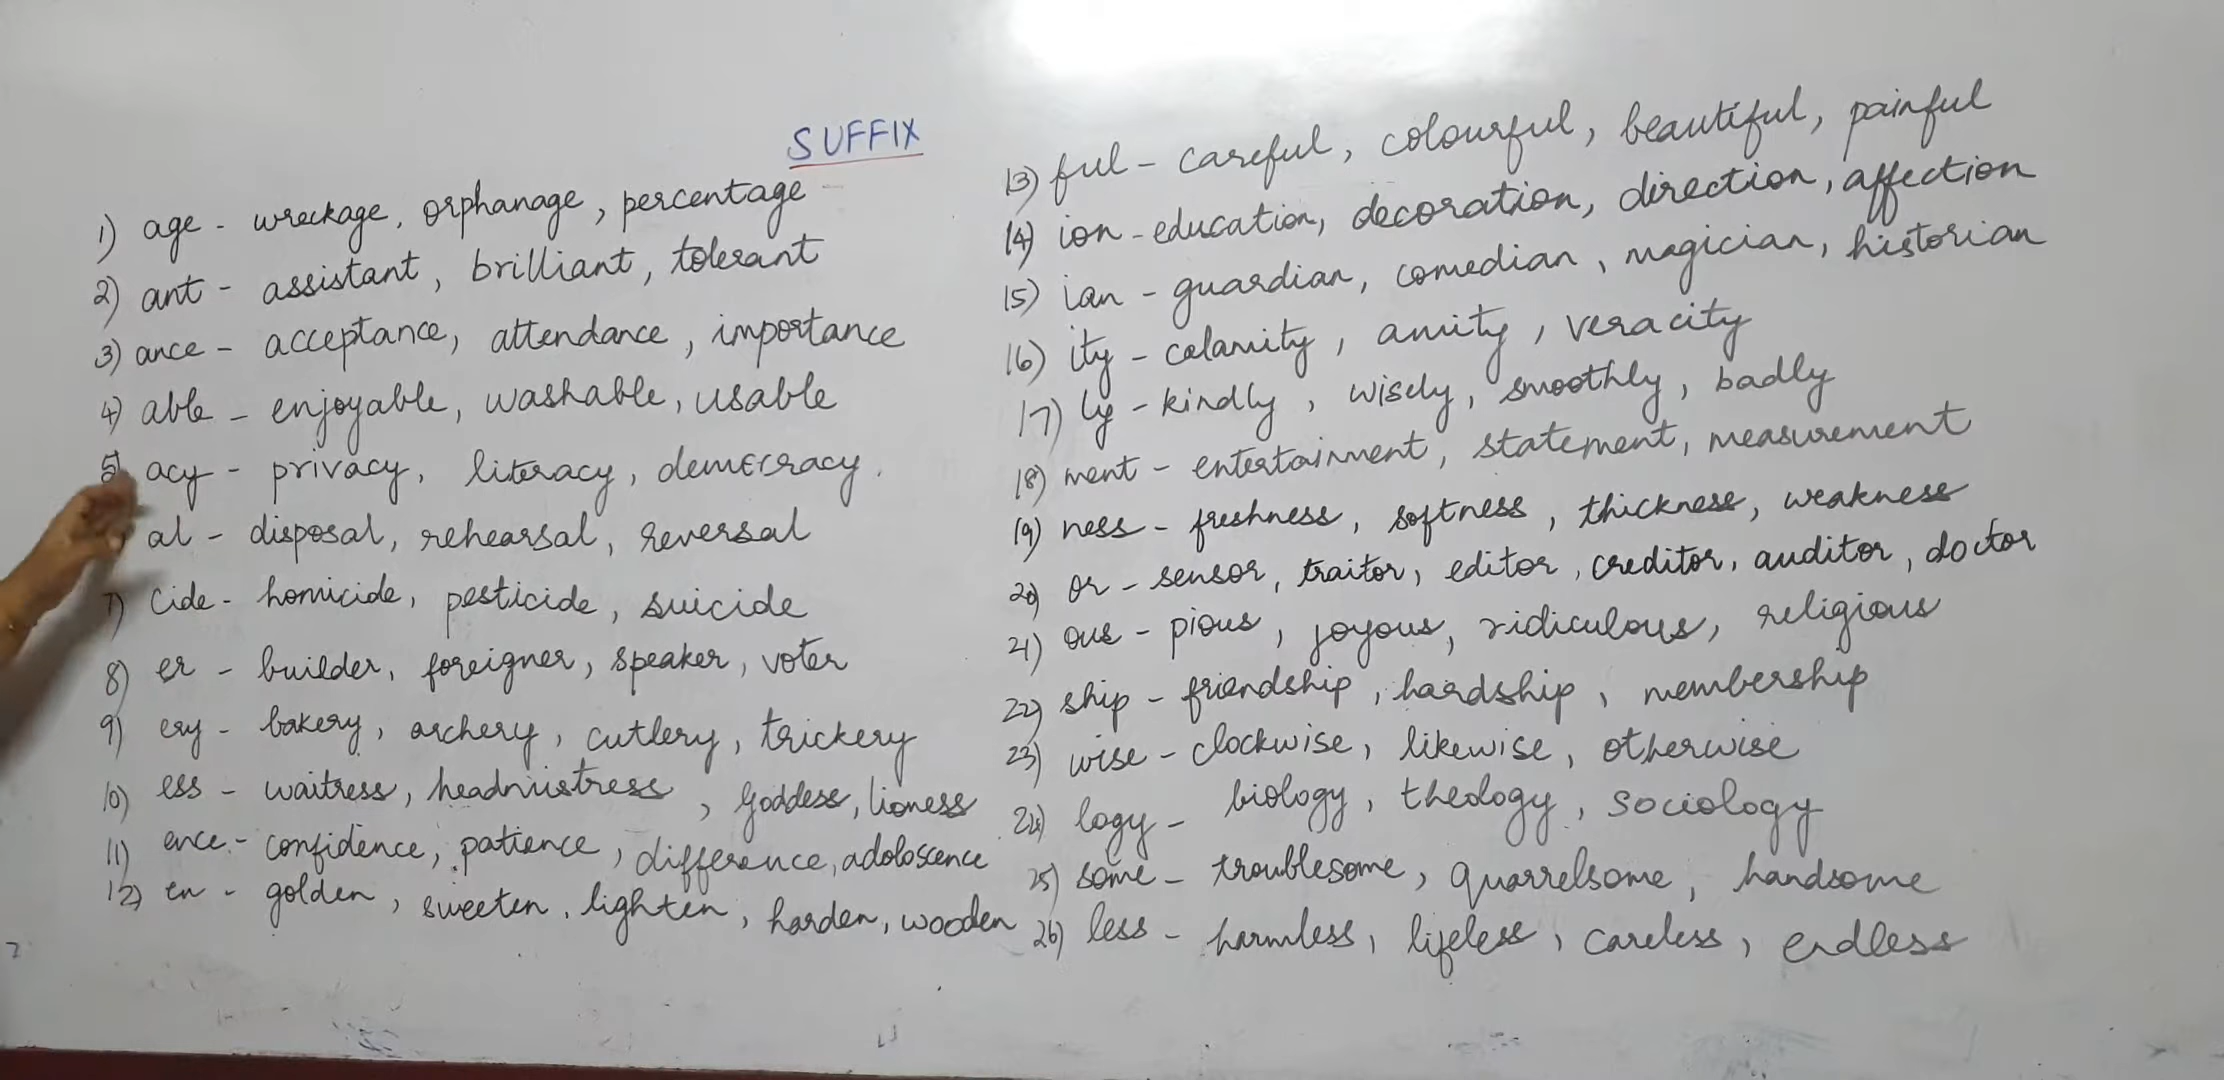 SUFFIX
1) age - wreckage, orphanage, percentage
2) ant - assistant, brilliant, tolerant
3) ance - acceptance, attendance, importance
4) able - enjoyable, washable, usable
5) acy - privacy, literacy, democracy.
al - disposal, rehearsal, reversal
7) Cide - homicide, pesticide, suicide
8) er - builder, foreigner, speaker, voter
9) ery - bakery, archery, cutlery, trickery
10) ess - waitress, headmistress, goddess, lioness
11) ence - confidence, patience, difference, adoloscence
12) en - golden, sweeten, lighten, harden, wooden
13) ful - careful, colourful, beautiful, painful
14) ion - education, decoration, direction, affection
15) ian - guardian, comedian, magician, historian
16) ity - calamity, amity, veracity
17) ly - kindly, wisely, smoothly, badly
18) ment - entertainment, statement, measurement
19) ness - freshness, softness, thickness, weakness
20) or - sensor, traitor, editor, creditor, auditor, doctor
21) ous - pious, joyous, ridiculous, religious
22) ship - friendship, hardship, membership
23) wise - clockwise, likewise, otherwise
24) logy - biology, theology, sociology
25) some - troublesome, quarrelsome, handsome
26) less - harmless, lifeless, careless, endless